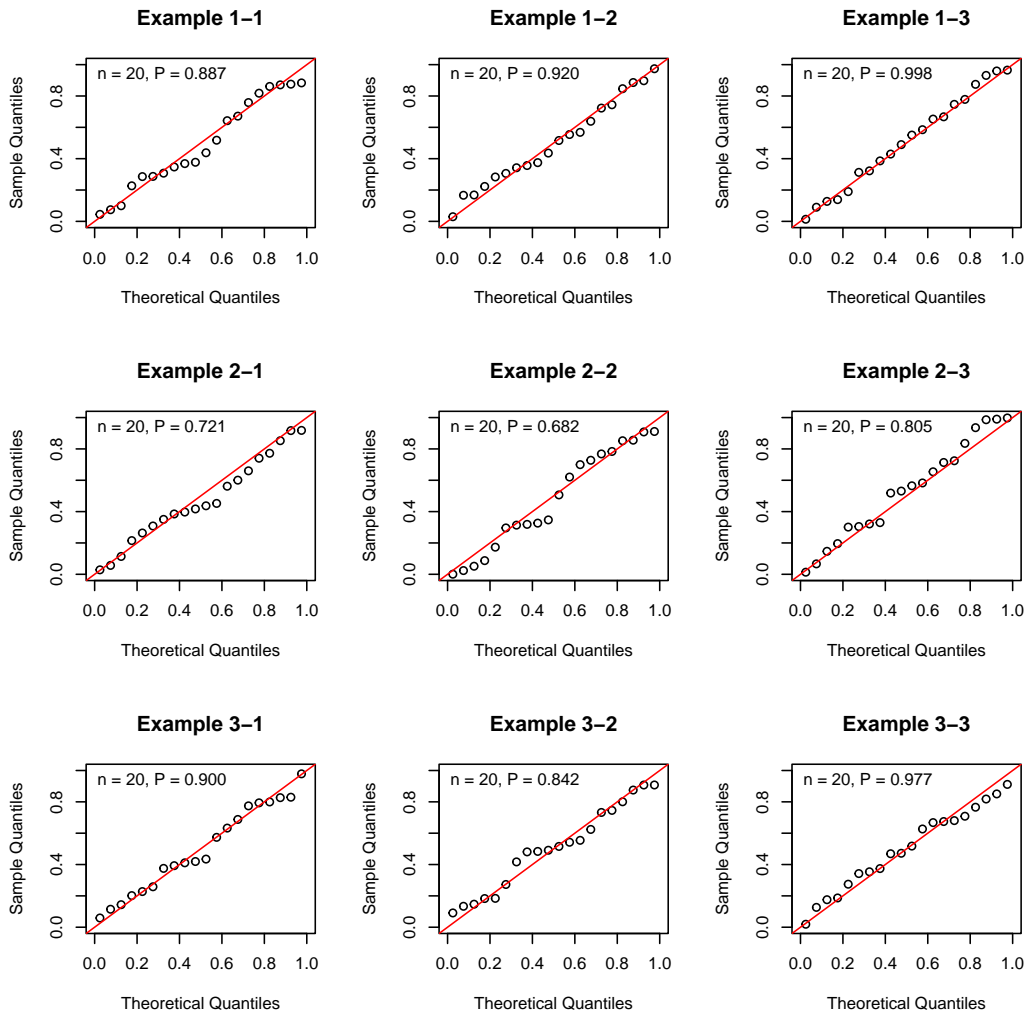 Example 1−1
n = 20, P = 0.887
Sample Quantiles
0.0 0.4 0.8
0.0 0.2 0.4 0.6 0.8 1.0
Theoretical Quantiles
Example 1−2
n = 20, P = 0.920
Sample Quantiles
0.0 0.4 0.8
0.0 0.2 0.4 0.6 0.8 1.0
Theoretical Quantiles
Example 1−3
n = 20, P = 0.998
Sample Quantiles
0.0 0.4 0.8
0.0 0.2 0.4 0.6 0.8 1.0
Theoretical Quantiles
Example 2−1
n = 20, P = 0.721
Sample Quantiles
0.0 0.4 0.8
0.0 0.2 0.4 0.6 0.8 1.0
Theoretical Quantiles
Example 2−2
n = 20, P = 0.682
Sample Quantiles
0.0 0.4 0.8
0.0 0.2 0.4 0.6 0.8 1.0
Theoretical Quantiles
Example 2−3
n = 20, P = 0.805
Sample Quantiles
0.0 0.4 0.8
0.0 0.2 0.4 0.6 0.8 1.0
Theoretical Quantiles
Example 3−1
n = 20, P = 0.900
Sample Quantiles
0.0 0.4 0.8
0.0 0.2 0.4 0.6 0.8 1.0
Theoretical Quantiles
Example 3−2
n = 20, P = 0.842
Sample Quantiles
0.0 0.4 0.8
0.0 0.2 0.4 0.6 0.8 1.0
Theoretical Quantiles
Example 3−3
n = 20, P = 0.977
Sample Quantiles
0.0 0.4 0.8
0.0 0.2 0.4 0.6 0.8 1.0
Theoretical Quantiles